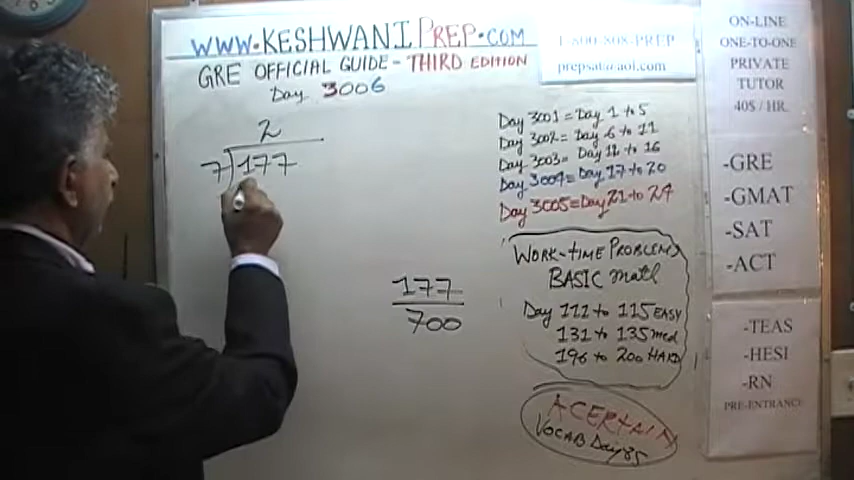 WWW.KESHWANIPREP.COM
GRE OFFICIAL GUIDE - THIRD EDITION
Day 3006
1-800-808-PREP
prepsat@aol.com
2
7)177
177
700
Day 3001 = Day 1 to 5
Day 3002 = Day 6 to 11
Day 3003 = Day 12 to 16
Day 3004 = Day 17 to 20
Day 3005 = Day 21 to 24
WORK-TIME PROBLEMS
BASIC math
Day 111 to 115 EASY
131 to 135 med
196 to 200 HARD
A CERTAIN
VOCAB Day 85
ON-LINE
ONE-TO-ONE
PRIVATE
TUTOR
40$ / HR.
-GRE
-GMAT
-SAT
-ACT
-TEAS
-HESI
-RN
PRE-ENTRANCE